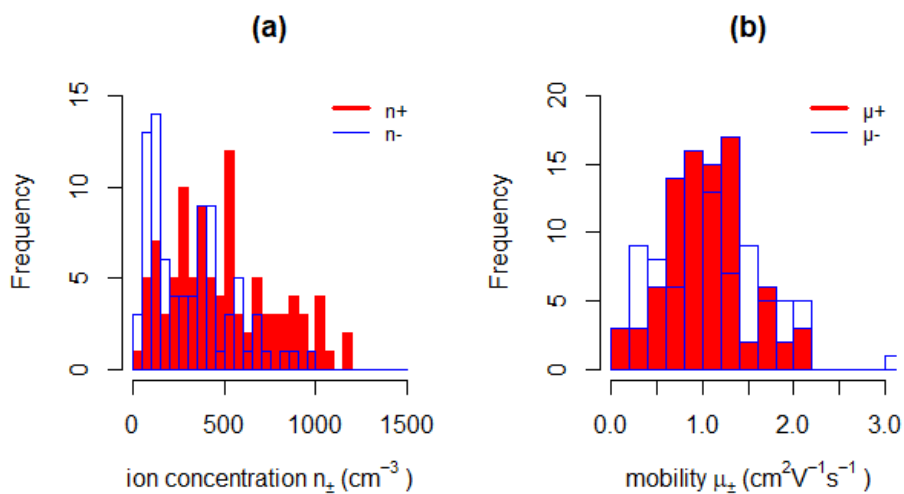 (a)
Frequency
15
10
5
0
n+
n-
0 500 1000 1500
ion concentration n± (cm⁻³)
(b)
Frequency
20
15
10
5
0
μ+
μ-
0.0 1.0 2.0 3.0
mobility μ± (cm²V⁻¹s⁻¹)